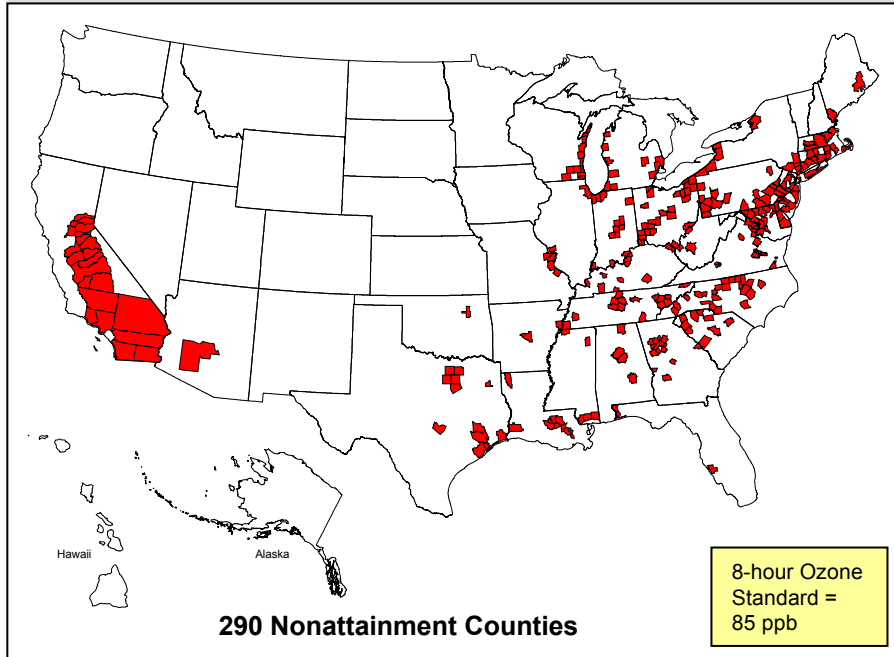 Hawaii
Alaska
290 Nonattainment Counties
8-hour Ozone
Standard =
85 ppb